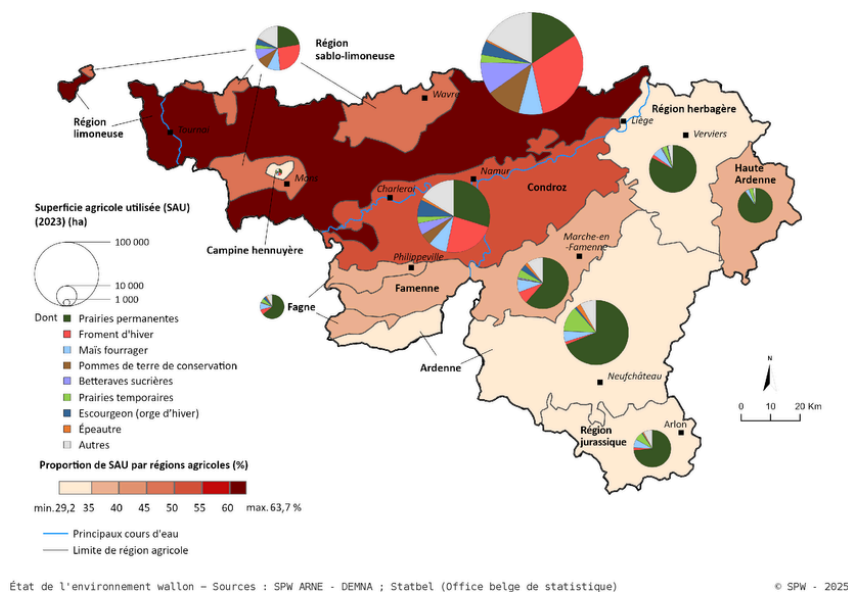 Région
sablo-limoneuse
Région
limoneuse
Wavre
Tournai
Région herbagère
Liège
Verviers
Mons
Namur
Charleroi
Condroz
Haute
Ardenne
Superficie agricole utilisée (SAU)
(2023) (ha)
100 000
10 000
1 000
Campine hennuyère
Marche-en
-Famenne
Philippeville
Famenne
Fagne
Ardenne
Neufchâteau
Région
jurassique
Arlon
Dont
Prairies permanentes
Froment d'hiver
Maïs fourrager
Pommes de terre de conservation
Betteraves sucrières
Prairies temporaires
Escourgeon (orge d'hiver)
Épeautre
Autres
N
0 10 20 Km
Proportion de SAU par régions agricoles (%)
min.29,2 35 40 45 50 55 60 max. 63,7 %
Principaux cours d'eau
Limite de région agricole
État de l'environnement wallon – Sources : SPW ARNE - DEMNA ; Statbel (Office belge de statistique) © SPW - 2025